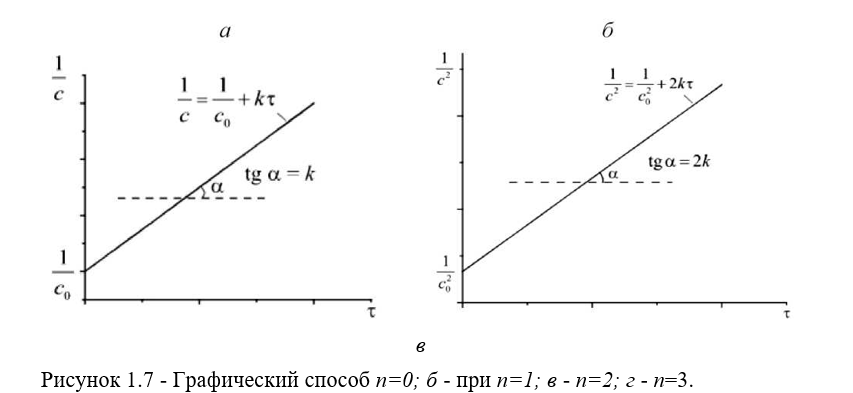 а
б
1/c
1/c = 1/c₀ + kτ
tg α = k
α
1/c₀
τ
1/c²
1/c² = 1/c₀² + 2kτ
tg α = 2k
α
1/c₀²
τ
в
Рисунок 1.7 - Графический способ n=0; б - при n=1; в - n=2; г - n=3.